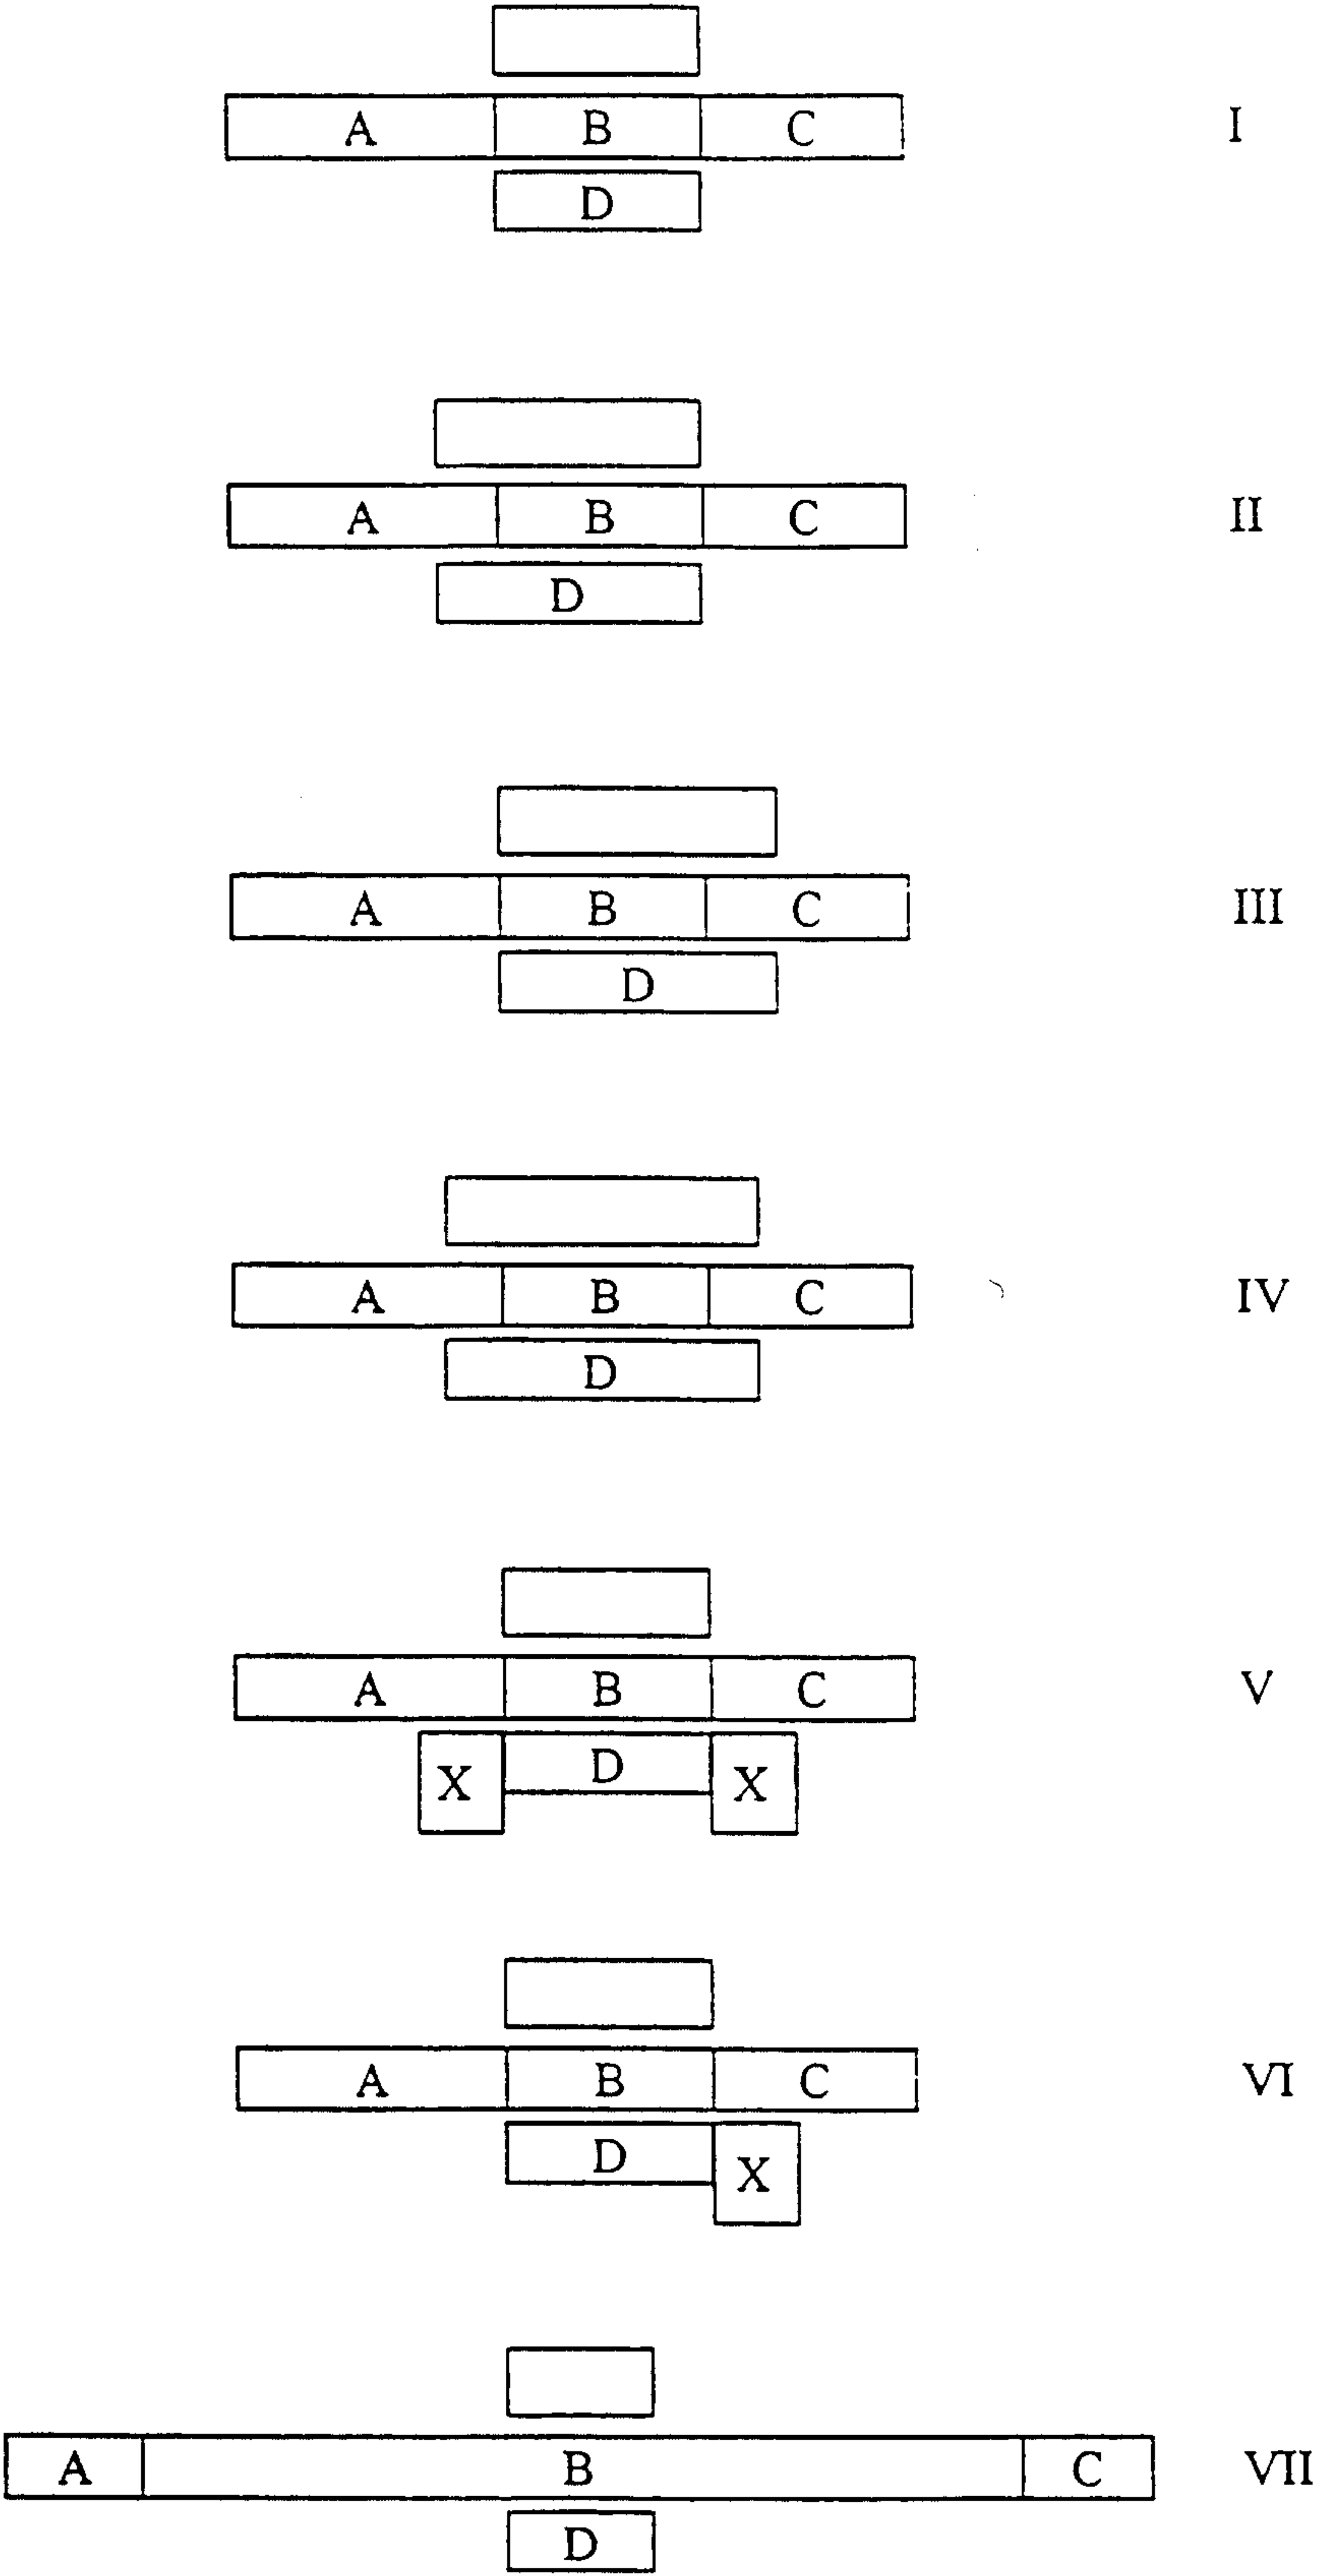 A B C I
D
A B C II
D
A B C III
D
A B C IV
D
A B C V
X D X
A B C VI
D X
A B C VII
D